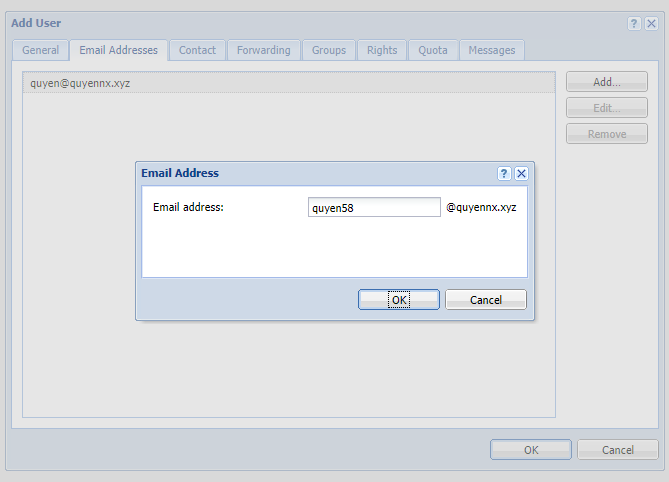 Add User
General Email Addresses Contact Forwarding Groups Rights Quota Messages
quyen@quyennx.xyz
Add...
Edit...
Remove
Email Address
Email address: quyen58 @quyennx.xyz
OK Cancel
OK Cancel